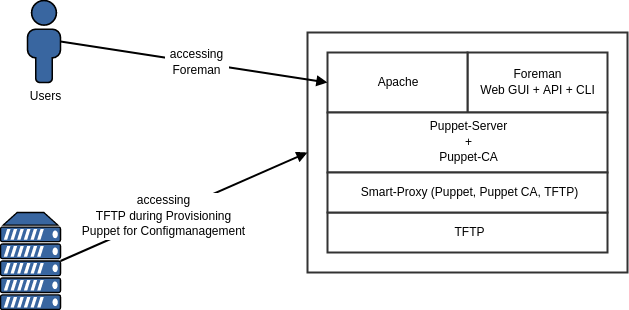 Users
accessing
Foreman
accessing
TFTP during Provisioning
Puppet for Configmanagement
Apache
Foreman
Web GUI + API + CLI
Puppet-Server
+
Puppet-CA
Smart-Proxy (Puppet, Puppet CA, TFTP)
TFTP